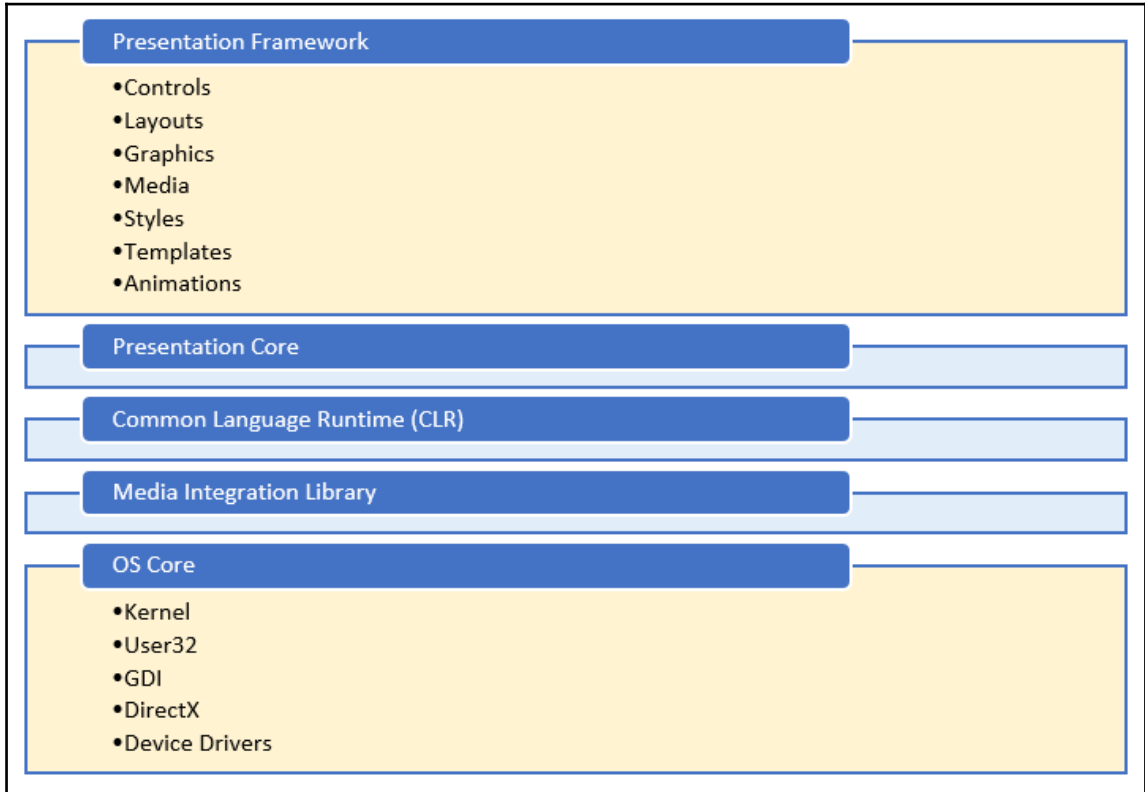 Presentation Framework
•Controls
•Layouts
•Graphics
•Media
•Styles
•Templates
•Animations
Presentation Core
Common Language Runtime (CLR)
Media Integration Library
OS Core
•Kernel
•User32
•GDI
•DirectX
•Device Drivers